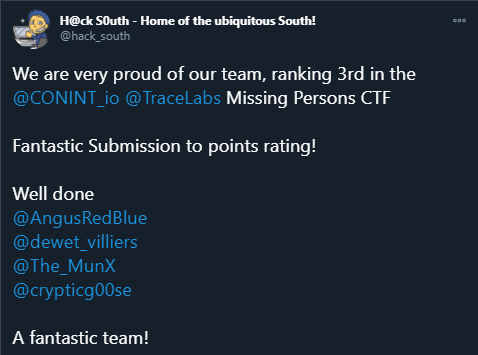 H@ck S0uth - Home of the ubiquitous South!
@hack_south
We are very proud of our team, ranking 3rd in the
@CONINT_io @TraceLabs Missing Persons CTF
Fantastic Submission to points rating!
Well done
@AngusRedBlue
@dewet_villiers
@The_MunX
@crypticg00se
A fantastic team!